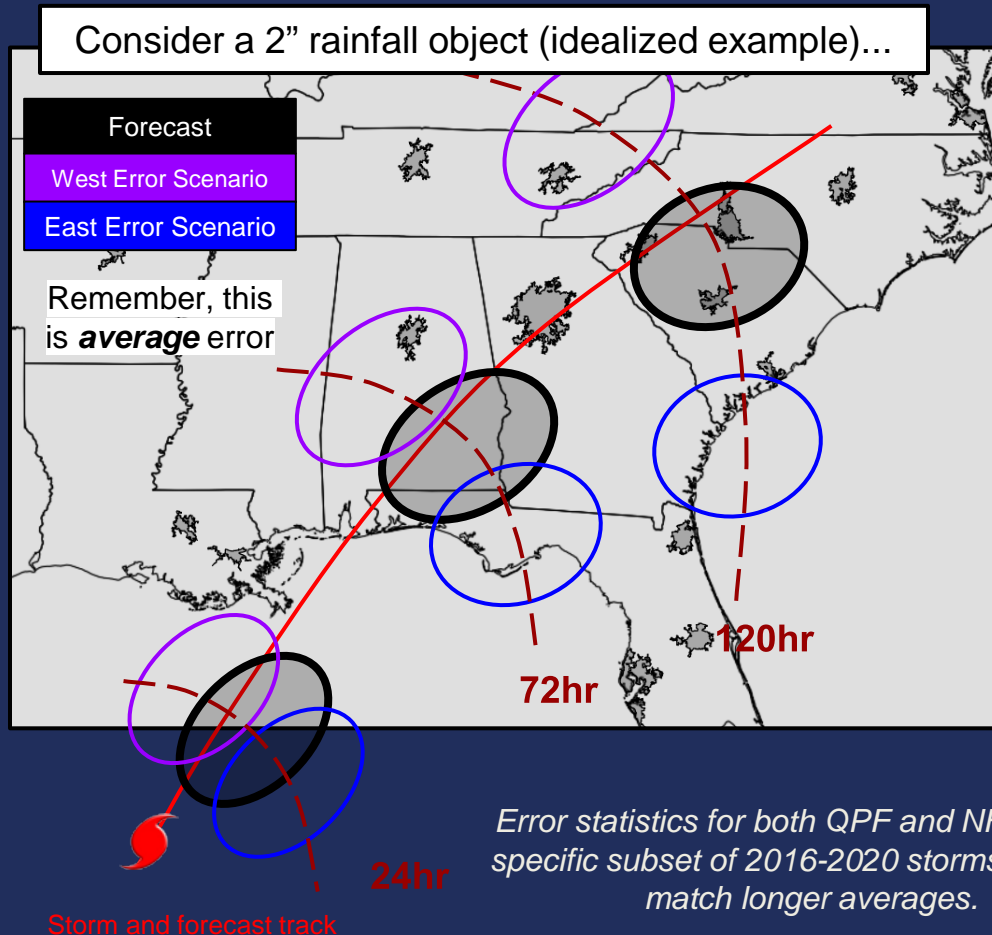 Consider a 2” rainfall object (idealized example)...
Forecast
West Error Scenario
East Error Scenario
Remember, this
is average error
120hr
72hr
24hr
Storm and forecast track
Error statistics for both QPF and
specific subset of 2016-2020 storms
match longer averages.